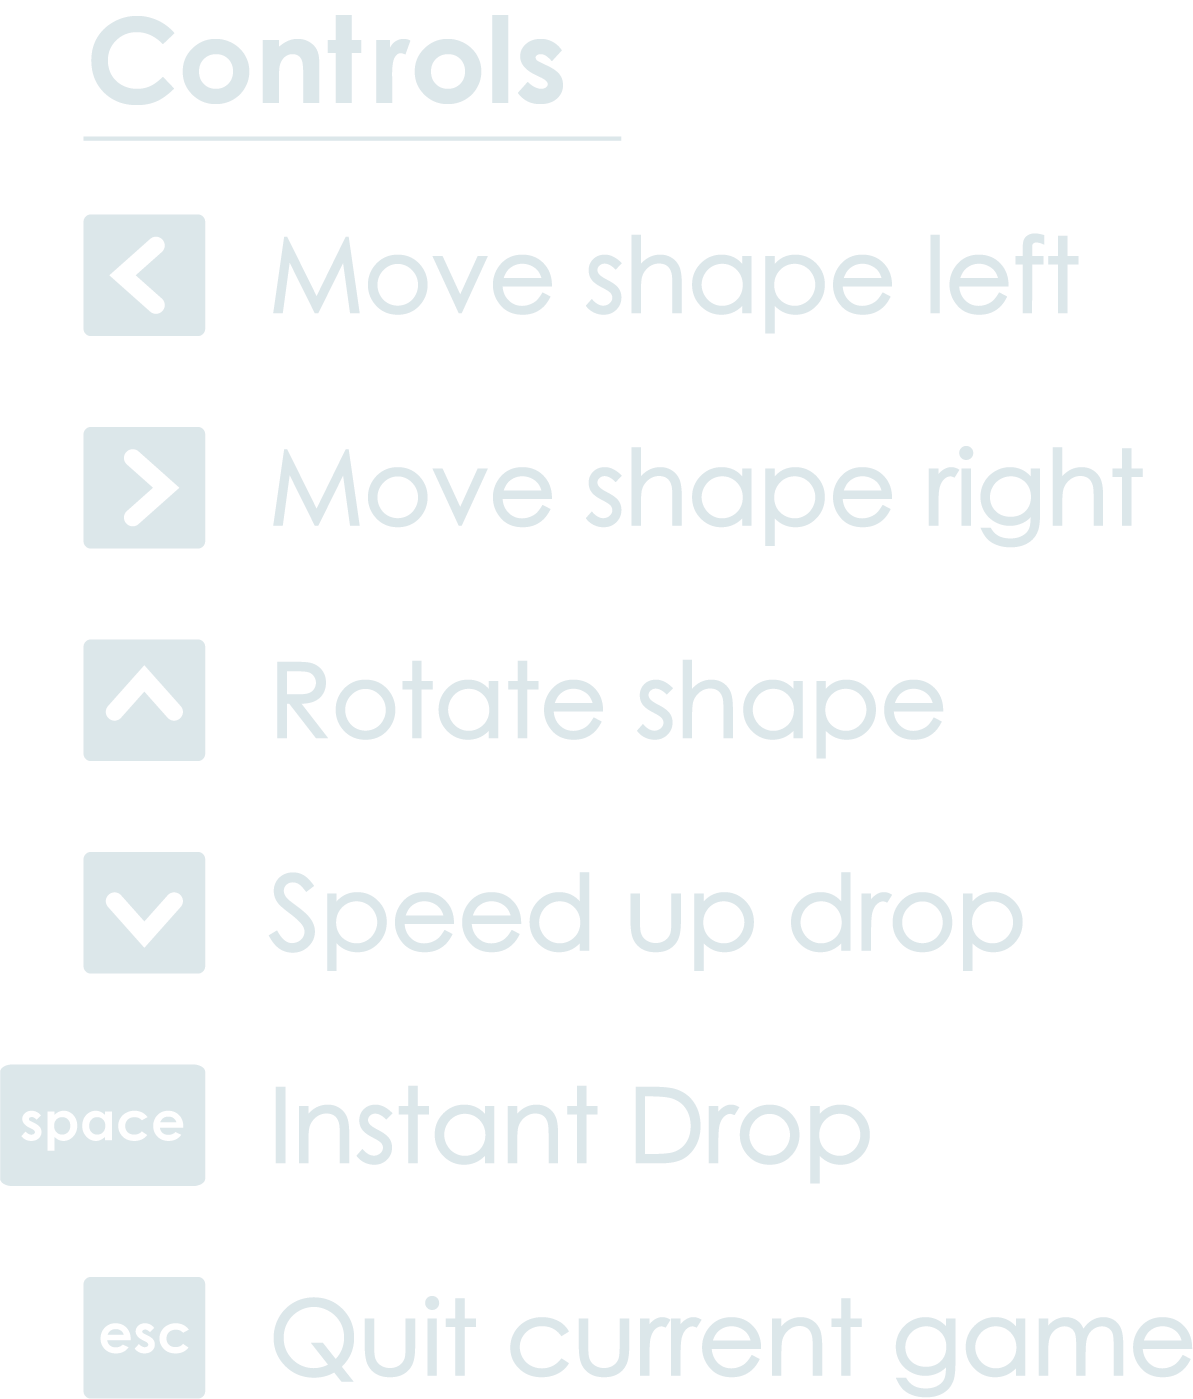 Controls
Move shape left
Move shape right
Rotate shape
Speed up drop
space Instant Drop
esc Quit current game